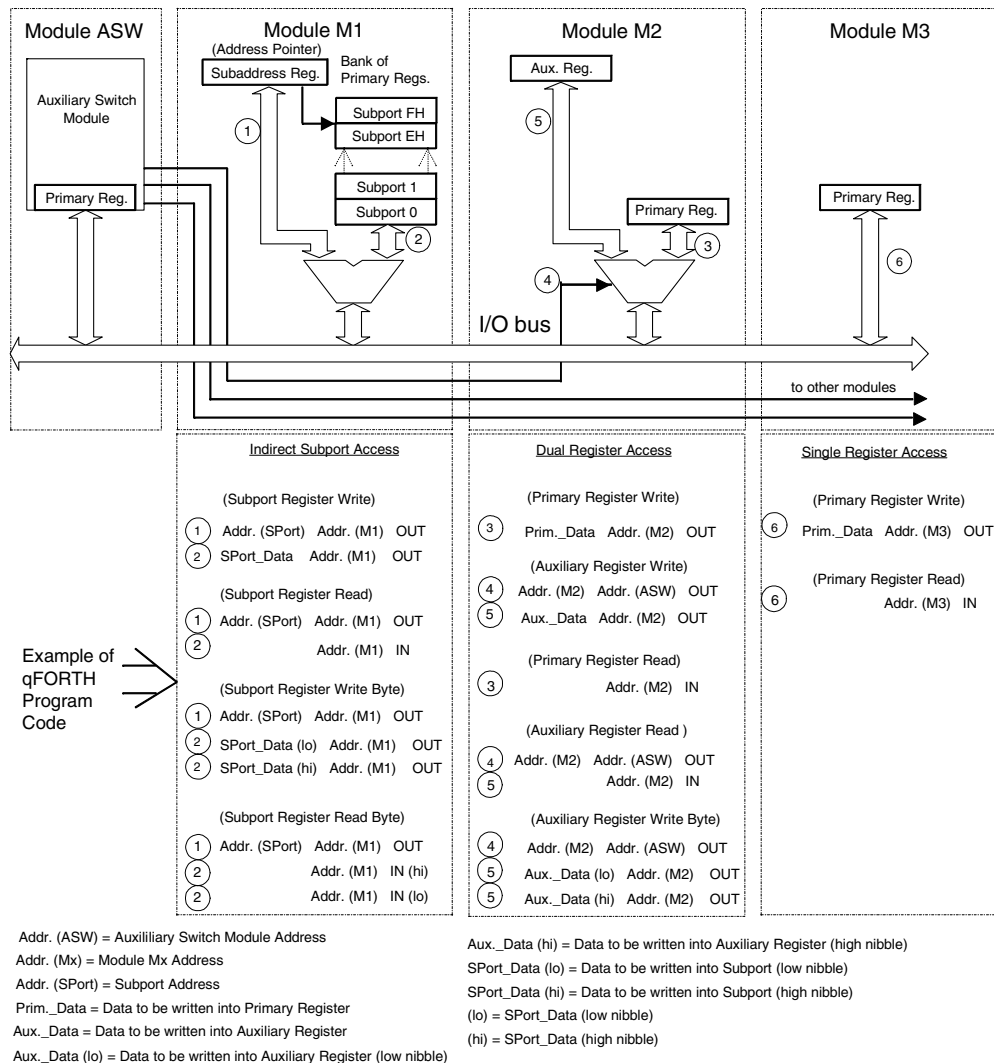 Module ASW
Module M1
Module M2
Module M3
Auxiliary Switch
Module
Primary Reg.
(Address Pointer)
Subaddress Reg.
Bank of
Primary Regs.
Subport FH
Subport EH
Subport 1
Subport 0
1
2
Aux. Reg.
5
Primary Reg.
3
4
Primary Reg.
6
I/O bus
to other modules
Example of
qFORTH
Program
Code
Indirect Subport Access
(Subport Register Write)
1 Addr. (SPort) Addr. (M1) OUT
2 SPort_Data Addr. (M1) OUT
(Subport Register Read)
1 Addr. (SPort) Addr. (M1) OUT
2 Addr. (M1) IN
(Subport Register Write Byte)
1 Addr. (SPort) Addr. (M1) OUT
2 SPort_Data (lo) Addr. (M1) OUT
2 SPort_Data (hi) Addr. (M1) OUT
(Subport Register Read Byte)
1 Addr. (SPort) Addr. (M1) OUT
2 Addr. (M1) IN (hi)
2 Addr. (M1) IN (lo)
Dual Register Access
(Primary Register Write)
3 Prim._Data Addr. (M2) OUT
(Auxiliary Register Write)
4 Addr. (M2) Addr. (ASW) OUT
5 Aux._Data Addr. (M2) OUT
(Primary Register Read)
3 Addr. (M2) IN
(Auxiliary Register Read )
4 Addr. (M2) Addr. (ASW) OUT
5 Addr. (M2) IN
(Auxiliary Register Write Byte)
4 Addr. (M2) Addr. (ASW) OUT
5 Aux._Data (lo) Addr. (M2) OUT
5 Aux._Data (hi) Addr. (M2) OUT
Single Register Access
(Primary Register Write)
6 Prim._Data Addr. (M3) OUT
(Primary Register Read)
6 Addr. (M3) IN
Addr. (ASW) = Auxililiary Switch Module Address
Addr. (Mx) = Module Mx Address
Addr. (SPort) = Subport Address
Prim._Data = Data to be written into Primary Register
Aux._Data = Data to be written into Auxiliary Register
Aux._Data (lo) = Data to be written into Auxiliary Register (low nibble)
Aux._Data (hi) = Data to be written into Auxiliary Register (high nibble)
SPort_Data (lo) = Data to be written into Subport (low nibble)
SPort_Data (hi) = Data to be written into Subport (high nibble)
(lo) = SPort_Data (low nibble)
(hi) = SPort_Data (high nibble)